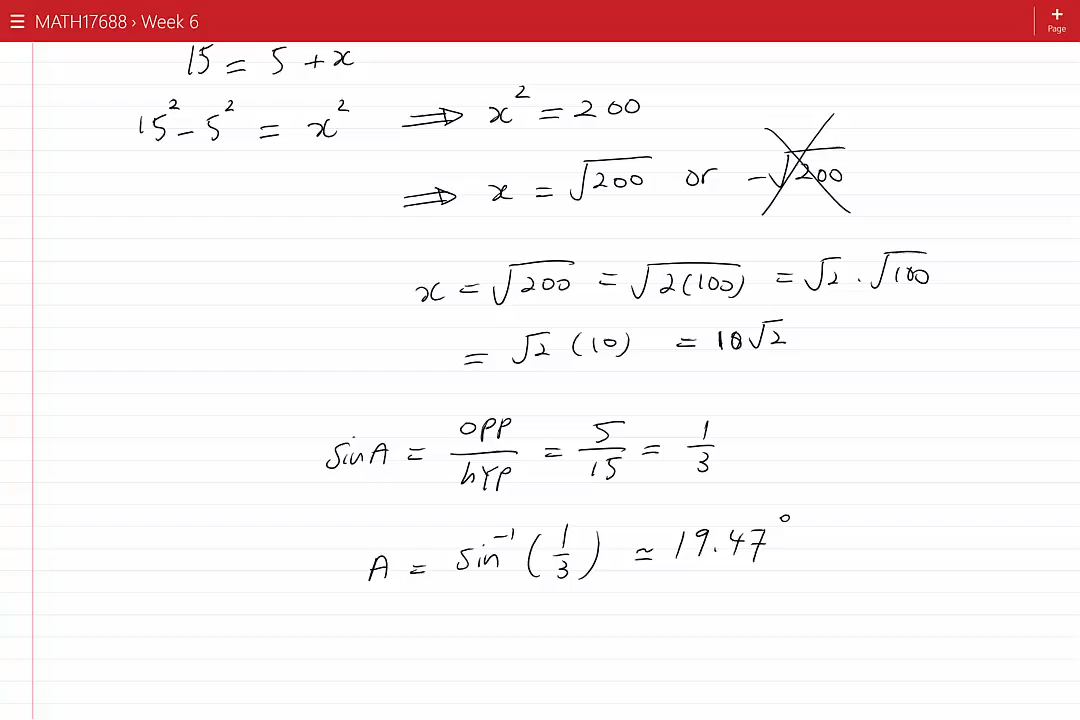 ☰ MATH17688 › Week 6
+ Page
15 = 5 + x
15² - 5² = x² ⟹ x² = 200
⟹ x = √200 or -√200
x = √200 = √2(100) = √2 · √100
= √2 (10) = 10√2
sin A = opp/hyp = 5/15 = 1/3
A = sin⁻¹(1/3) ≃ 19.47°